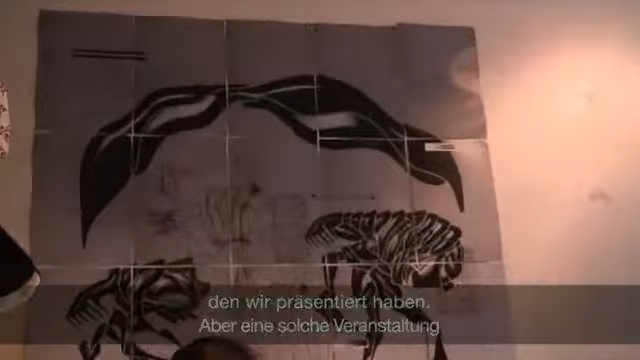 den wir präsentiert haben.
Aber eine solche Veranstaltung